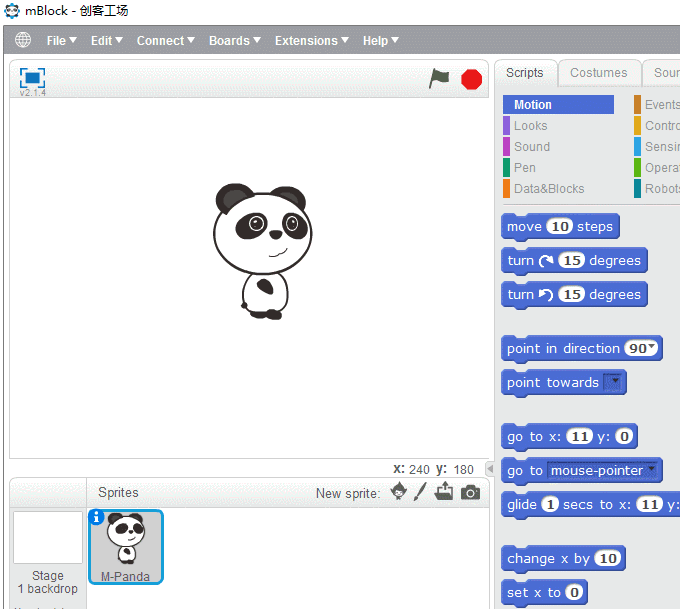 mBlock - 创客工场
File Edit Connect Boards Extensions Help
v2.1.4
Scripts Costumes Sour
Motion Events
Looks Contro
Sound Sensin
Pen Operat
Data&Blocks Robots
move 10 steps
turn 15 degrees
turn 15 degrees
point in direction 90
point towards
go to x: 11 y: 0
go to mouse-pointer
glide 1 secs to x: 11 y:
change x by 10
set x to 0
x: 240 y: 180
Sprites New sprite:
Stage
1 backdrop
M-Panda